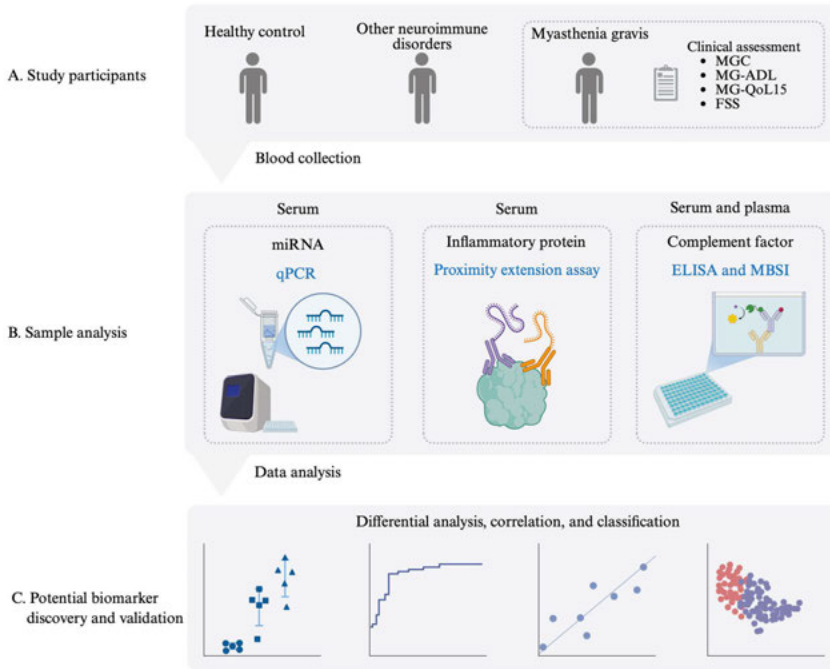 Healthy control
Other neuroimmune
disorders
Myasthenia gravis
Clinical assessment
• MGC
• MG-ADL
• MG-QoL15
• FSS
A. Study participants
Blood collection
Serum
Serum
Serum and plasma
miRNA
Inflammatory protein
Complement factor
qPCR
Proximity extension assay
ELISA and MBSI
B. Sample analysis
Data analysis
Differential analysis, correlation, and classification
C. Potential biomarker
discovery and validation